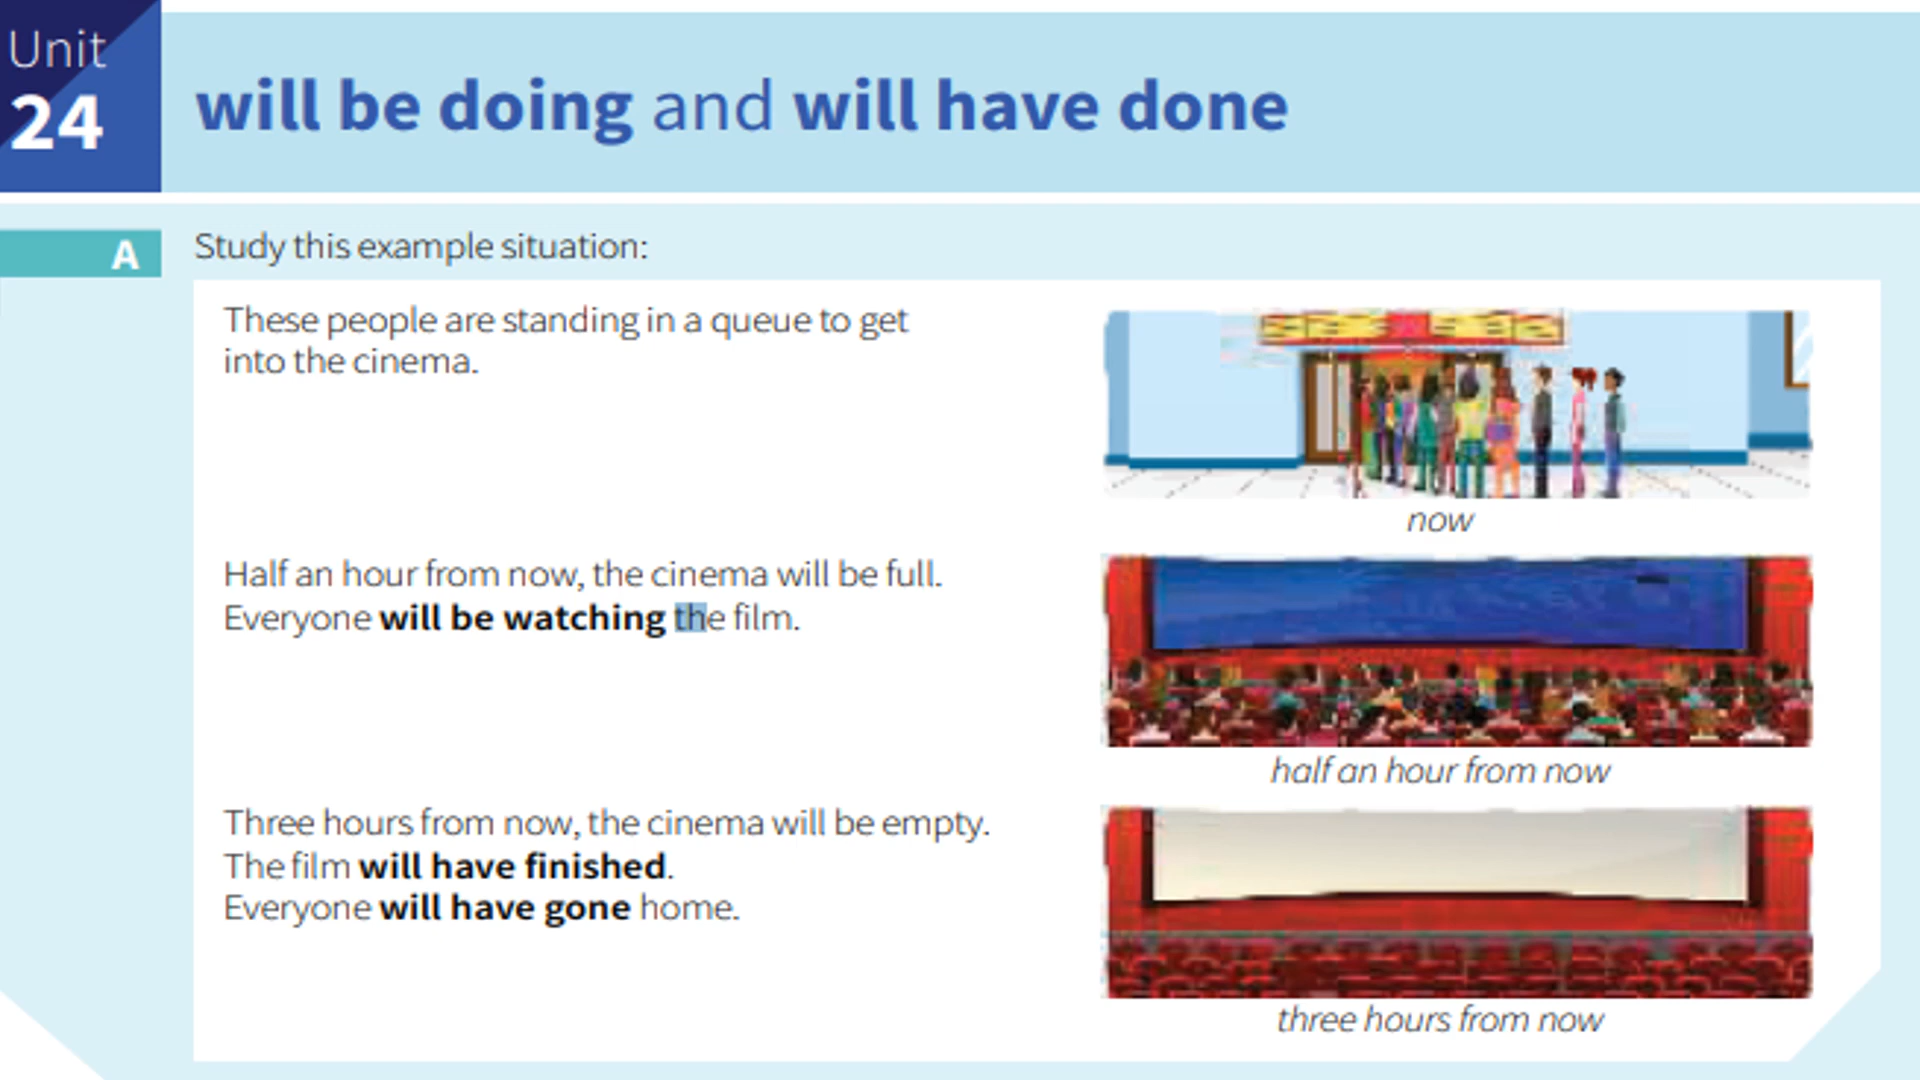 Unit
24
will be doing and will have done
A
Study this example situation:
These people are standing in a queue to get
into the cinema.
now
Half an hour from now, the cinema will be full.
Everyone will be watching the film.
half an hour from now
Three hours from now, the cinema will be empty.
The film will have finished.
Everyone will have gone home.
three hours from now